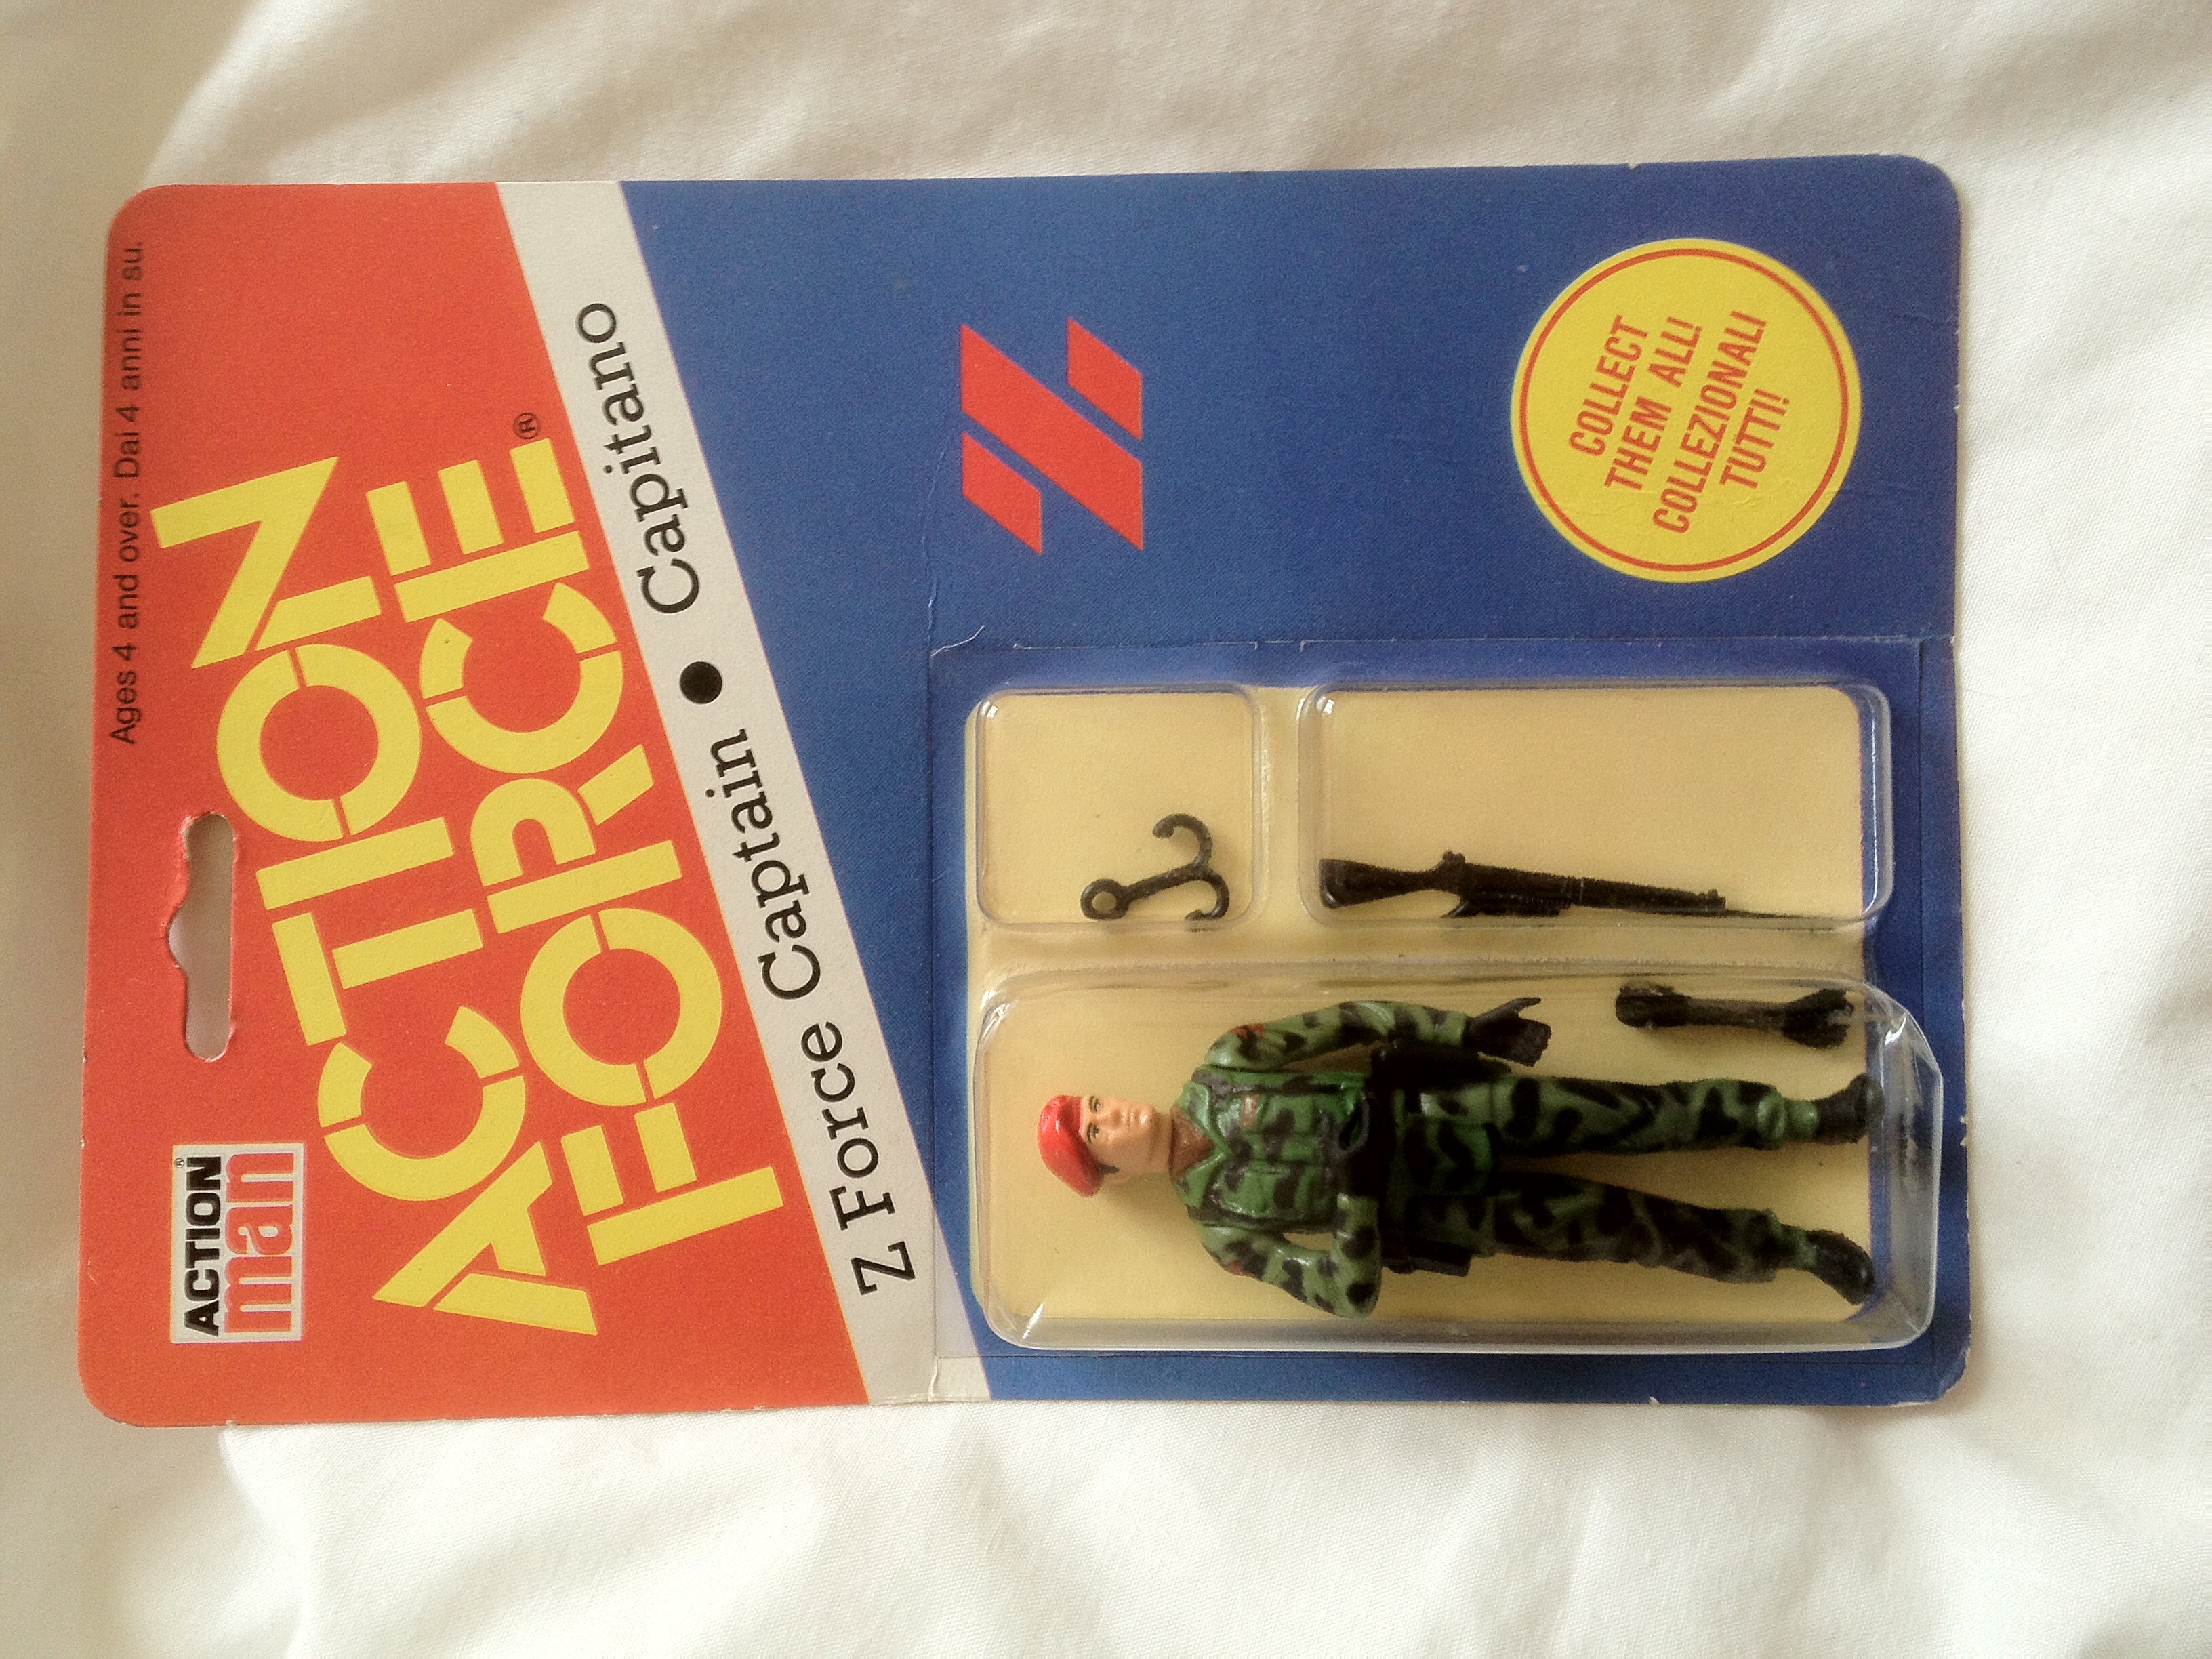 Ages 4 and over. Dai 4 anni in su.
ACTION®
man
ACTION
FORCE®
Z Force Captain ● Capitano
COLLECT
THEM ALL!
COLLEZIONALI
TUTTI!